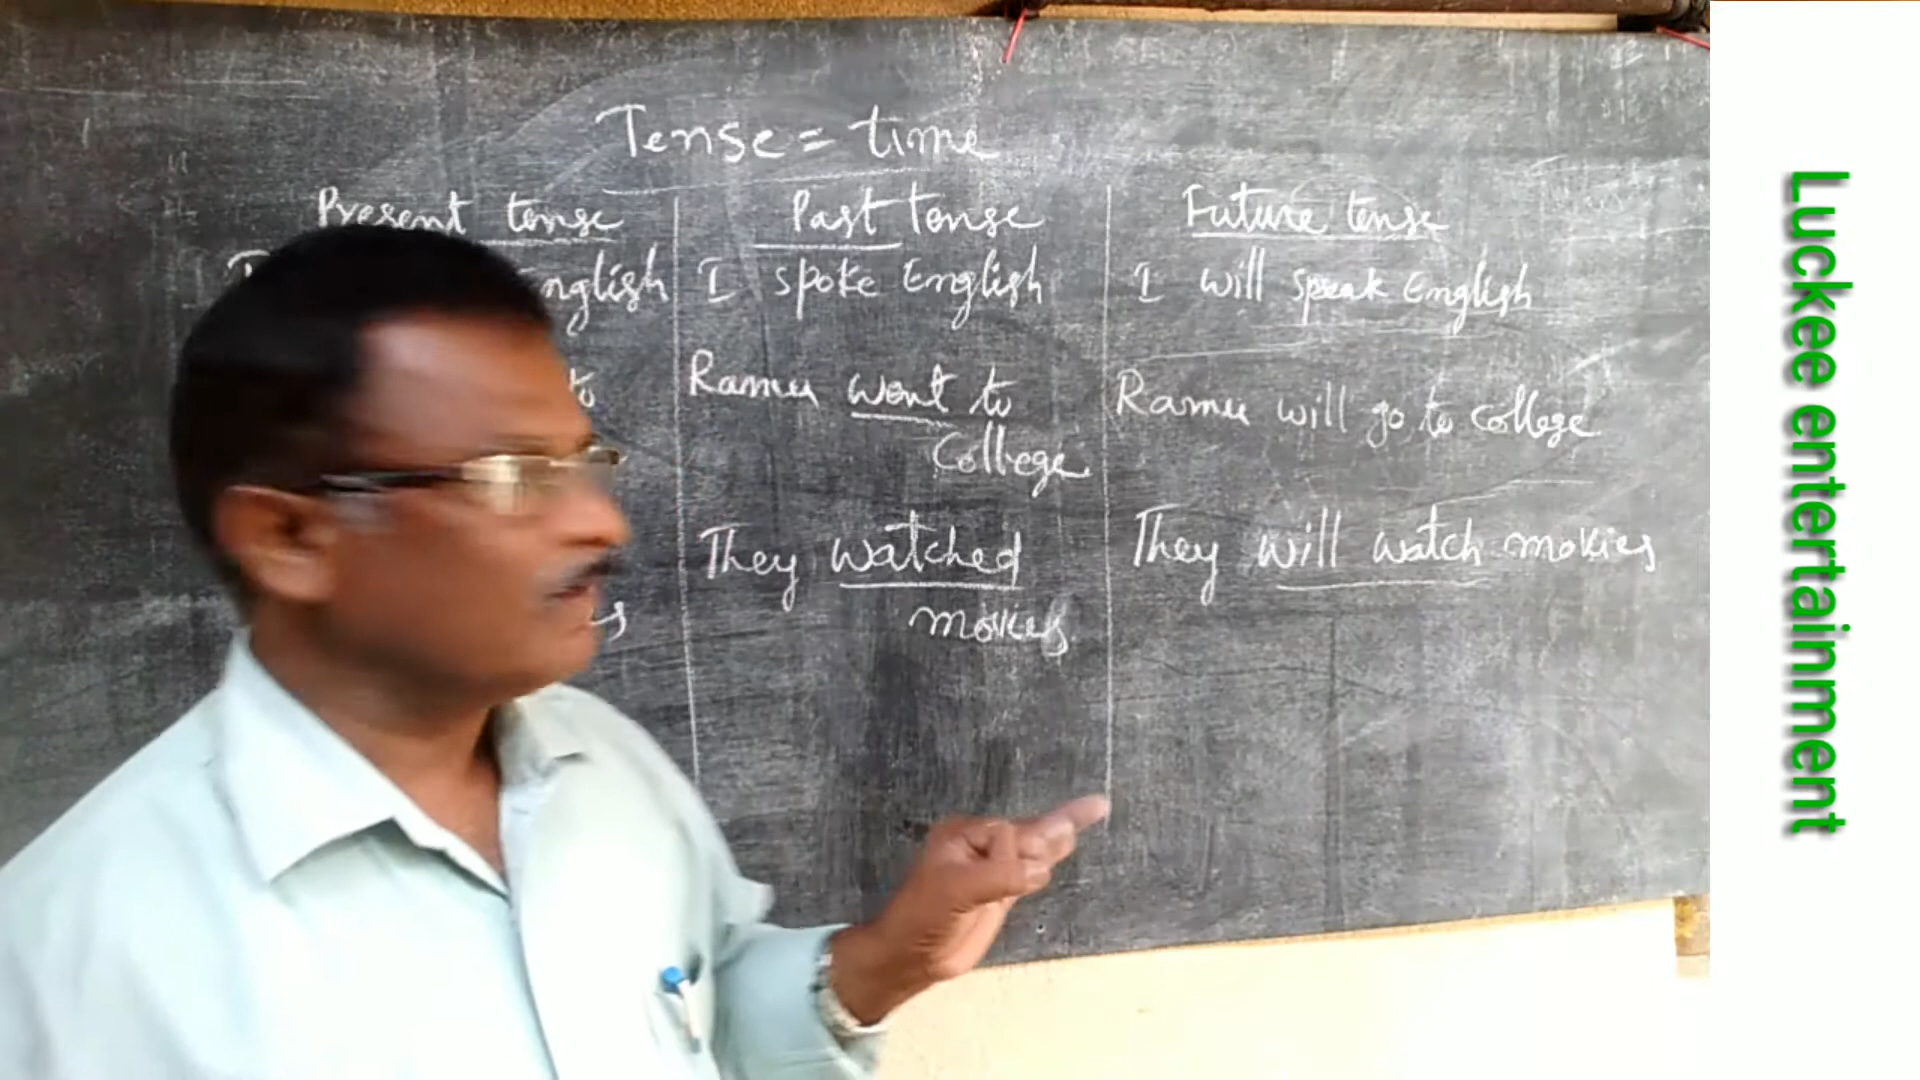 Tense = time
Present tense
I nglish
to
s
Past tense
I spoke English
Ramu went to
College
They watched
movies
Future tense
I will speak English
Ramu will go to college
They will watch movies
Luckee entertainment